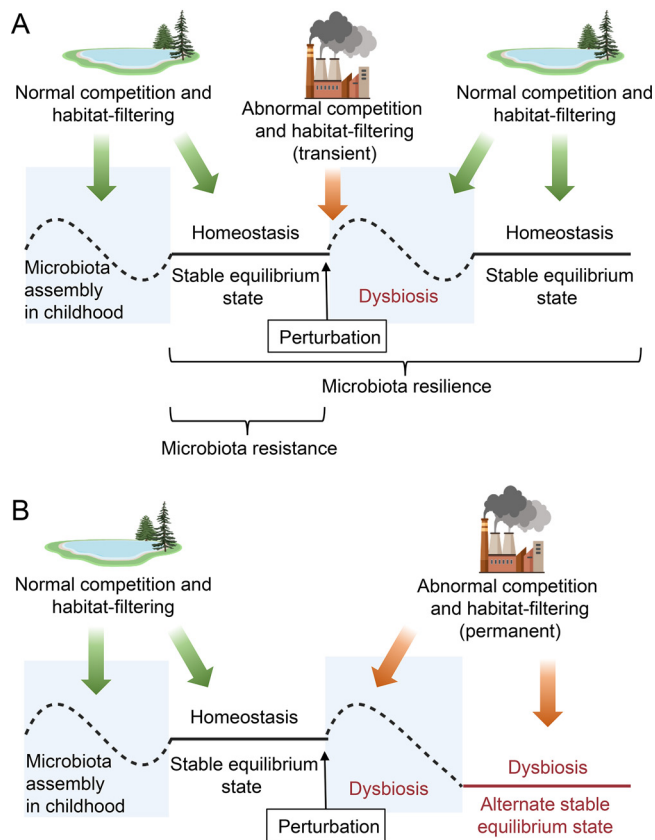 A
Normal competition and
habitat-filtering
Abnormal competition
and habitat-filtering
(transient)
Normal competition and
habitat-filtering
Microbiota
assembly
in childhood
Homeostasis
Stable equilibrium
state
Perturbation
Dysbiosis
Homeostasis
Stable equilibrium
state
Microbiota resilience
Microbiota resistance
B
Normal competition and
habitat-filtering
Abnormal competition
and habitat-filtering
(permanent)
Microbiota
assembly
in childhood
Homeostasis
Stable equilibrium
state
Perturbation
Dysbiosis
Dysbiosis
Alternate stable
equilibrium state